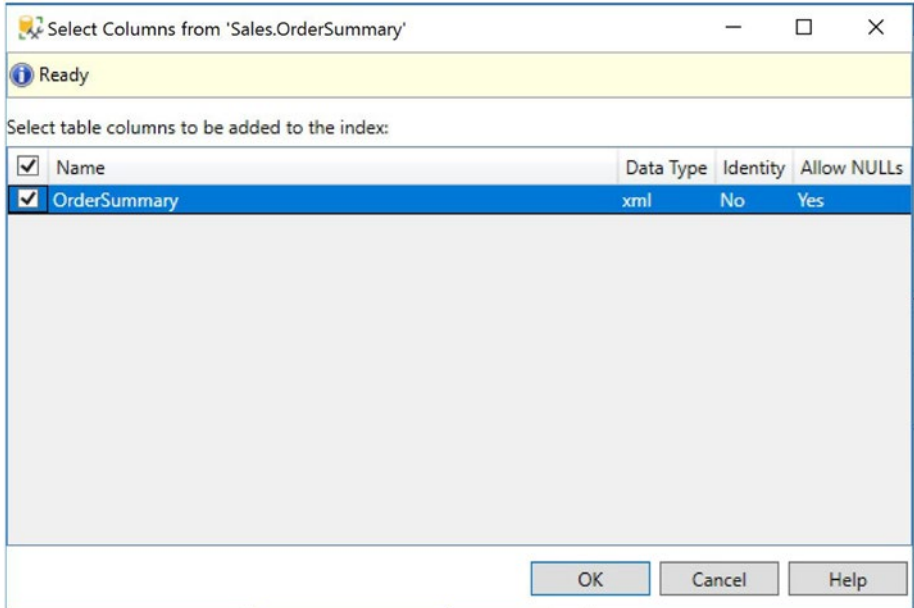 Select Columns from 'Sales.OrderSummary'
Ready
Select table columns to be added to the index:
Name Data Type Identity Allow NULLs
OrderSummary xml No Yes
OK Cancel Help